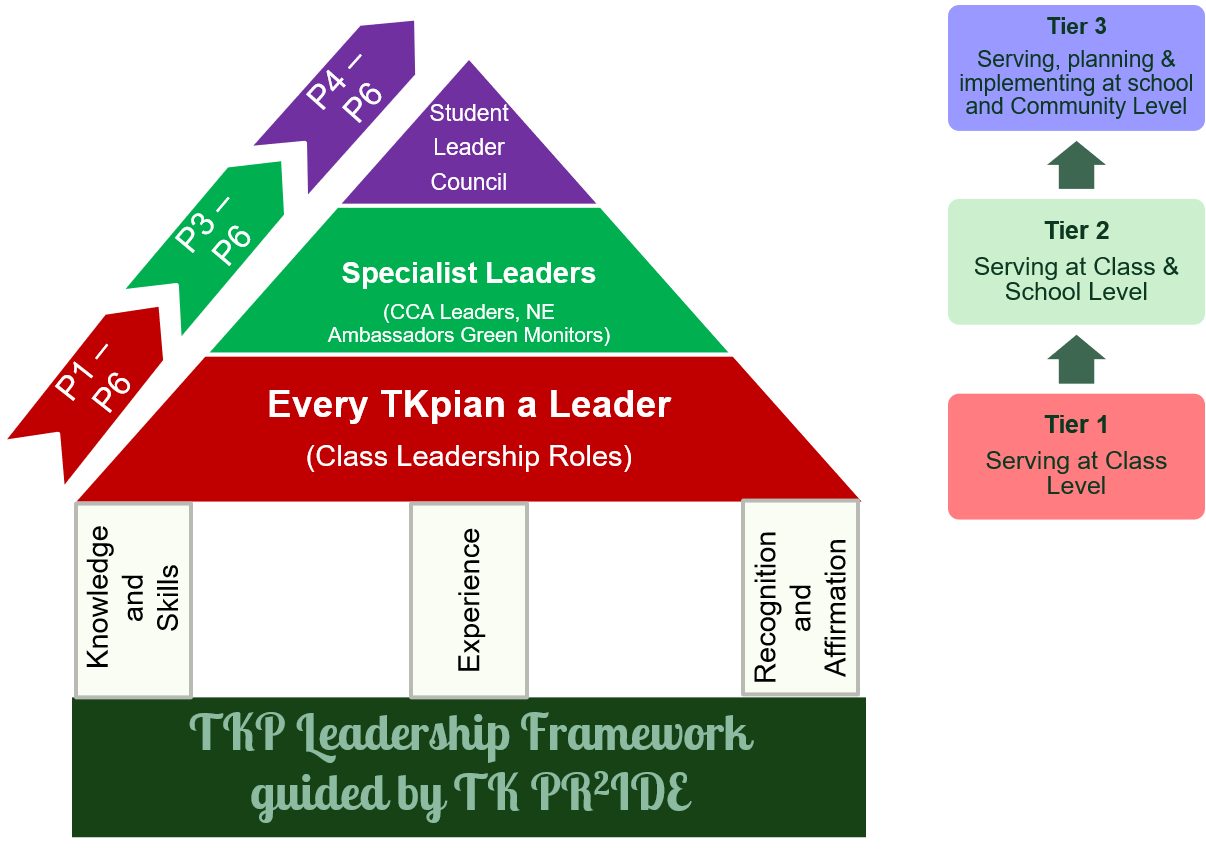 P4 –
P6
Student
Leader
Council
P3 –
P6
Specialist Leaders
(CCA Leaders, NE
Ambassadors Green Monitors)
P1 –
P6
Every TKpian a Leader
(Class Leadership Roles)
Knowledge
and
Skills
Experience
Recognition
and
Affirmation
TKP Leadership Framework
guided by TK PR²IDE
Tier 3
Serving, planning &
implementing at school
and Community Level
Tier 2
Serving at Class &
School Level
Tier 1
Serving at Class
Level